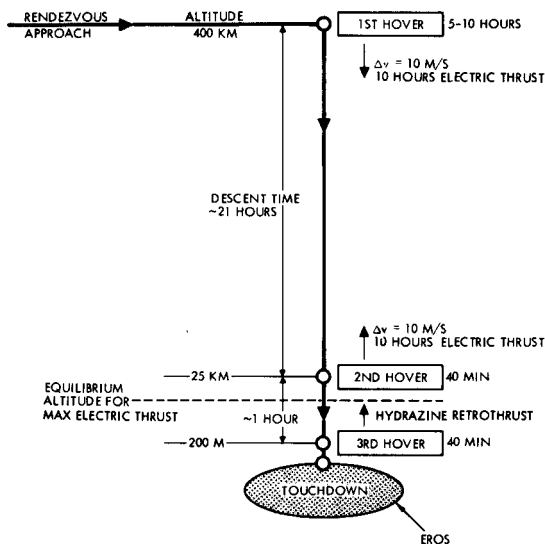 RENDEZVOUS
APPROACH
ALTITUDE
400 KM
1ST HOVER
5-10 HOURS
Δv = 10 M/S
10 HOURS ELECTRIC THRUST
DESCENT TIME
~21 HOURS
Δv = 10 M/S
10 HOURS ELECTRIC THRUST
25 KM
2ND HOVER
40 MIN
EQUILIBRIUM
ALTITUDE FOR
MAX ELECTRIC THRUST
~1 HOUR
HYDRAZINE RETROTHRUST
200 M
3RD HOVER
40 MIN
TOUCHDOWN
EROS